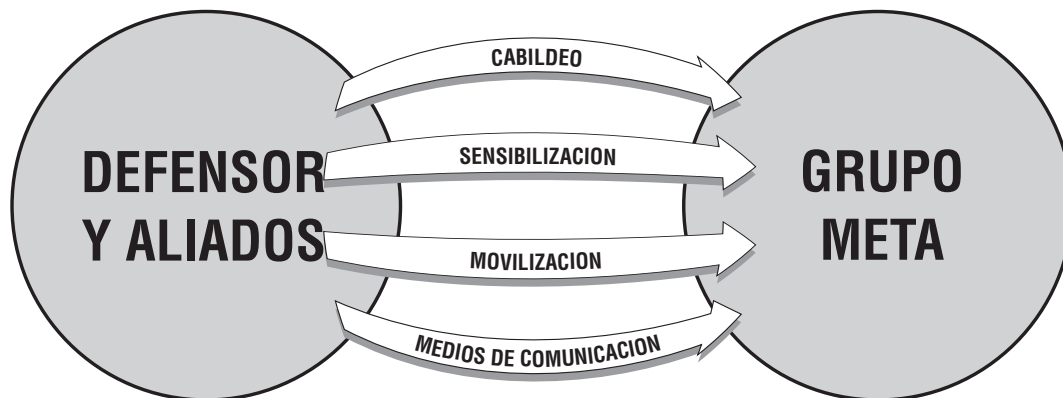 CABILDEO
SENSIBILIZACION
DEFENSOR
Y ALIADOS
GRUPO
META
MOVILIZACION
MEDIOS DE COMUNICACION